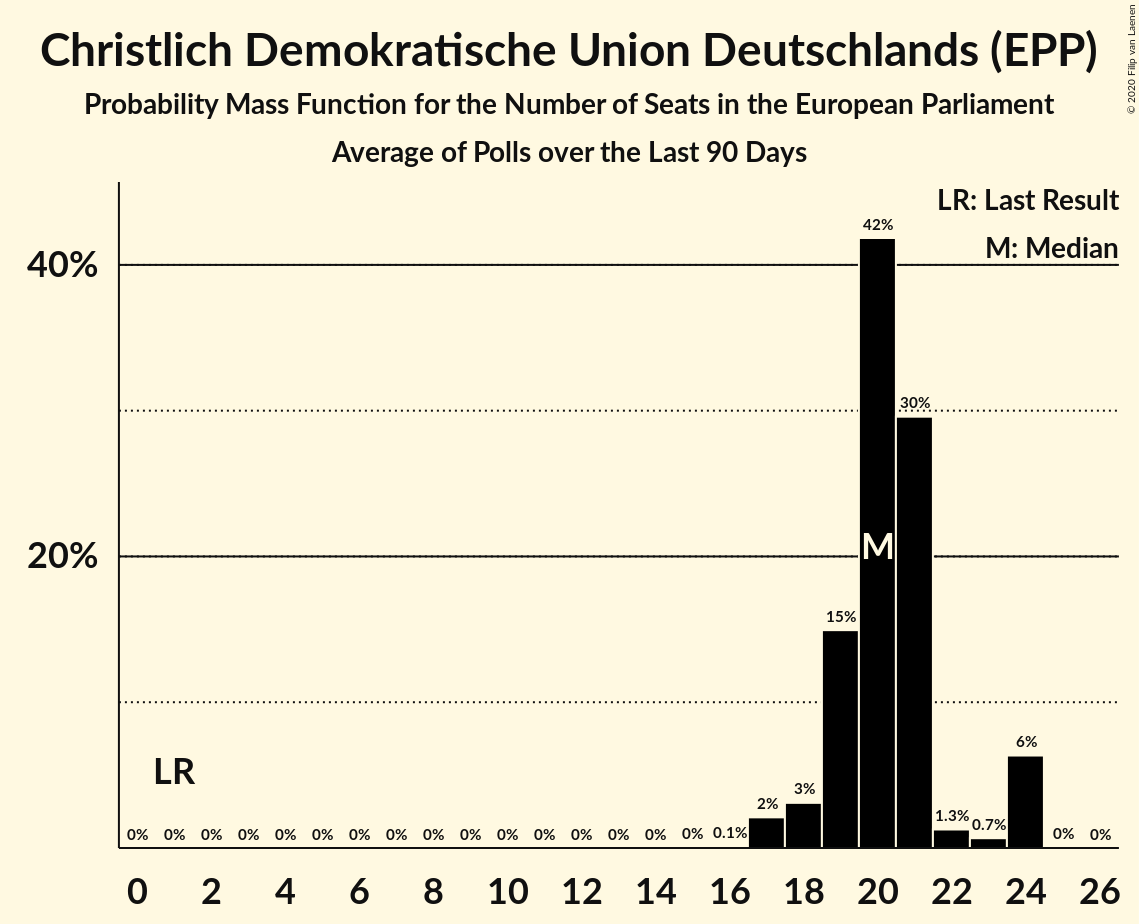 Christlich Demokratische Union Deutschlands (EPP)
Probability Mass Function for the Number of Seats in the European Parliament
Average of Polls over the Last 90 Days
© 2020 Filip van Laenen
LR: Last Result
M: Median
40%
20%
42%
30%
M
15%
6%
LR
0% 0% 0% 0% 0% 0% 0% 0% 0% 0% 0% 0% 0% 0% 0% 0% 0.1% 2% 3% 1.3% 0.7% 0% 0%
0 2 4 6 8 10 12 14 16 18 20 22 24 26